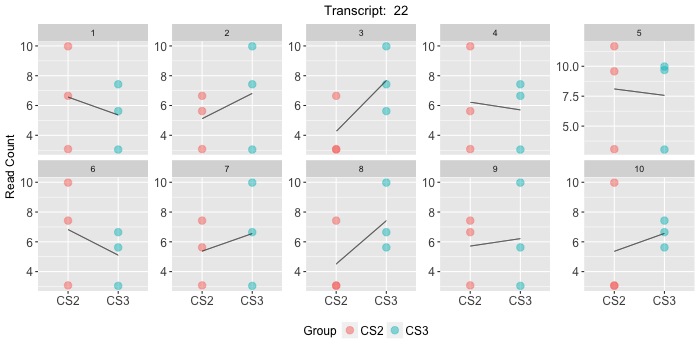 Transcript: 22
1 2 3 4 5
10 10 10 10
8 8 8 8 10.0
6 6 6 6 7.5
4 4 4 4 5.0
Read Count
6 7 8 9 10
10 10 10 10 10
8 8 8 8 8
6 6 6 6 6
4 4 4 4 4
CS2 CS3 CS2 CS3 CS2 CS3 CS2 CS3 CS2 CS3
Group CS2 CS3